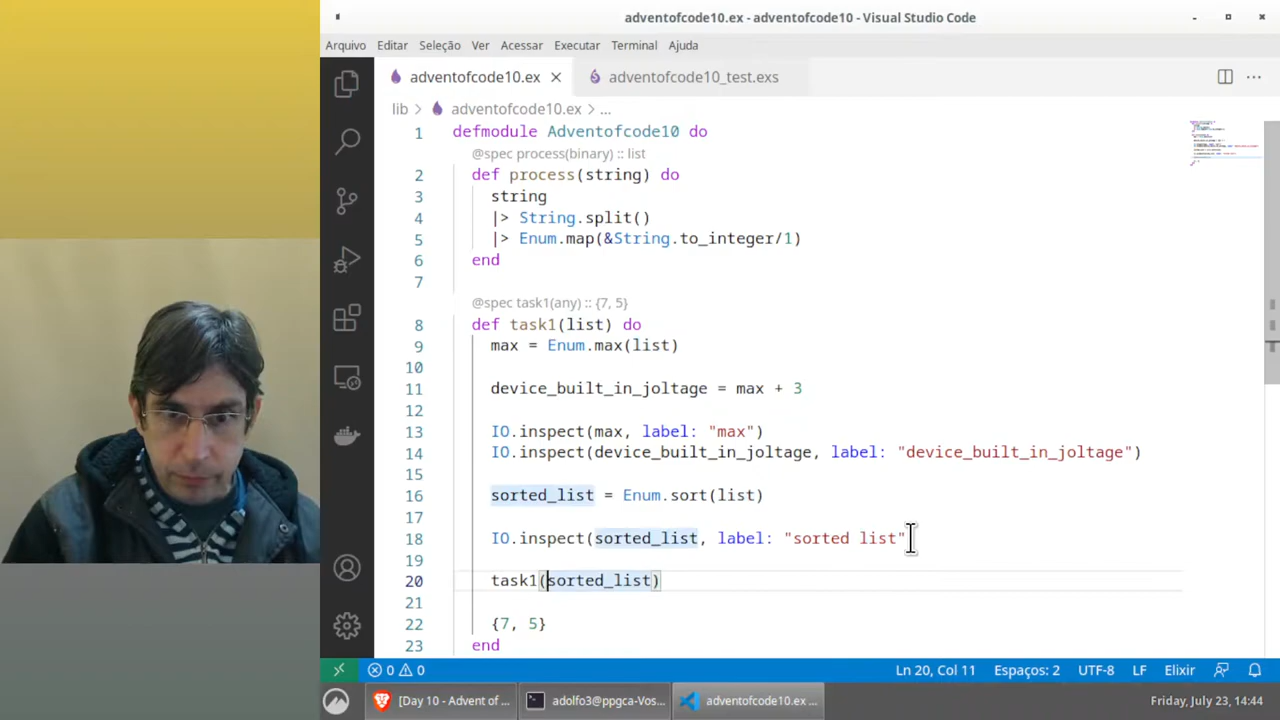 adventofcode10.ex - adventofcode10 - Visual Studio Code
Arquivo Editar Seleção Ver Acessar Executar Terminal Ajuda
adventofcode10.ex adventofcode10_test.exs
lib > adventofcode10.ex > ...
1 defmodule Adventofcode10 do
@spec process(binary) :: list
2 def process(string) do
3 string
4 |> String.split()
5 |> Enum.map(&String.to_integer/1)
6 end
7
@spec task1(any) :: {7, 5}
8 def task1(list) do
9 max = Enum.max(list)
10
11 device_built_in_joltage = max + 3
12
13 IO.inspect(max, label: "max")
14 IO.inspect(device_built_in_joltage, label: "device_built_in_joltage")
15
16 sorted_list = Enum.sort(list)
17
18 IO.inspect(sorted_list, label: "sorted list"
19
20 task1(sorted_list)
21
22 {7, 5}
23 end
0 0 Ln 20, Col 11 Espaços: 2 UTF-8 LF Elixir
[Day 10 - Advent of ... adolfo3@ppgca-Vos... adventofcode10.ex ... Friday, July 23, 14:44